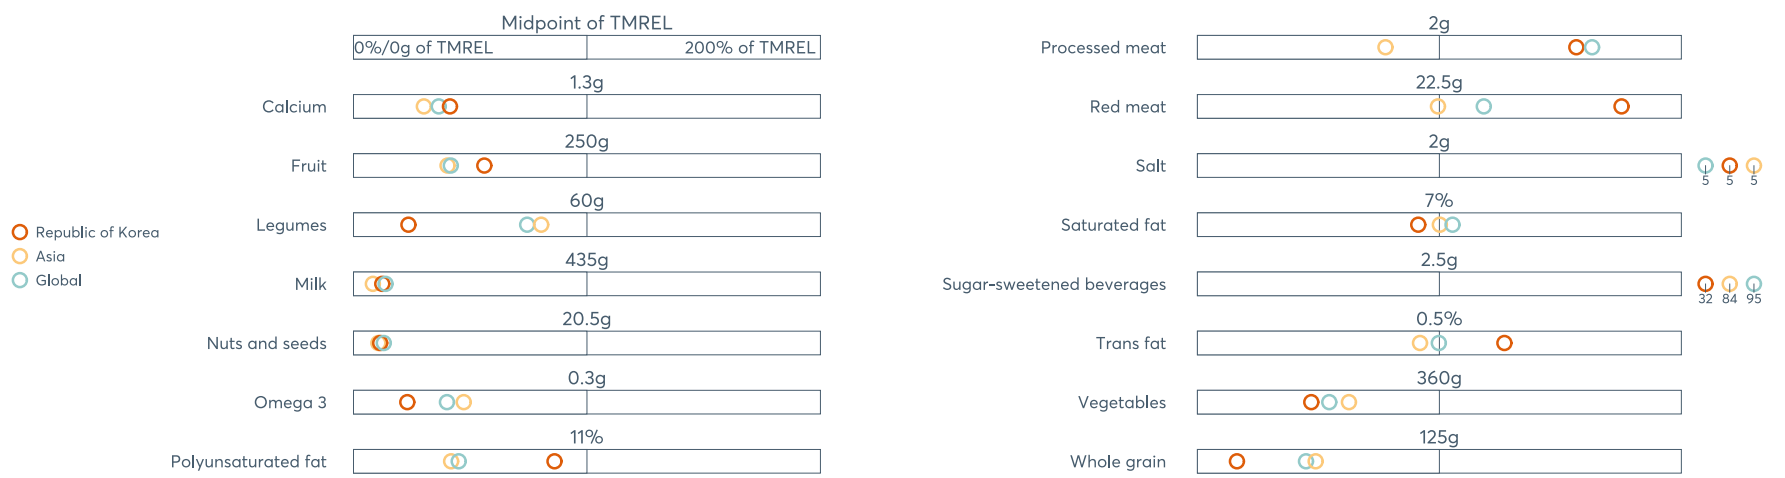 Republic of Korea
Asia
Global
Midpoint of TMREL
0%/0g of TMREL
200% of TMREL
1.3g
Calcium
250g
Fruit
60g
Legumes
435g
Milk
20.5g
Nuts and seeds
0.3g
Omega 3
11%
Polyunsaturated fat
2g
Processed meat
22.5g
Red meat
2g
Salt
5 5 5
7%
Saturated fat
2.5g
Sugar-sweetened beverages
32 84 95
0.5%
Trans fat
360g
Vegetables
125g
Whole grain